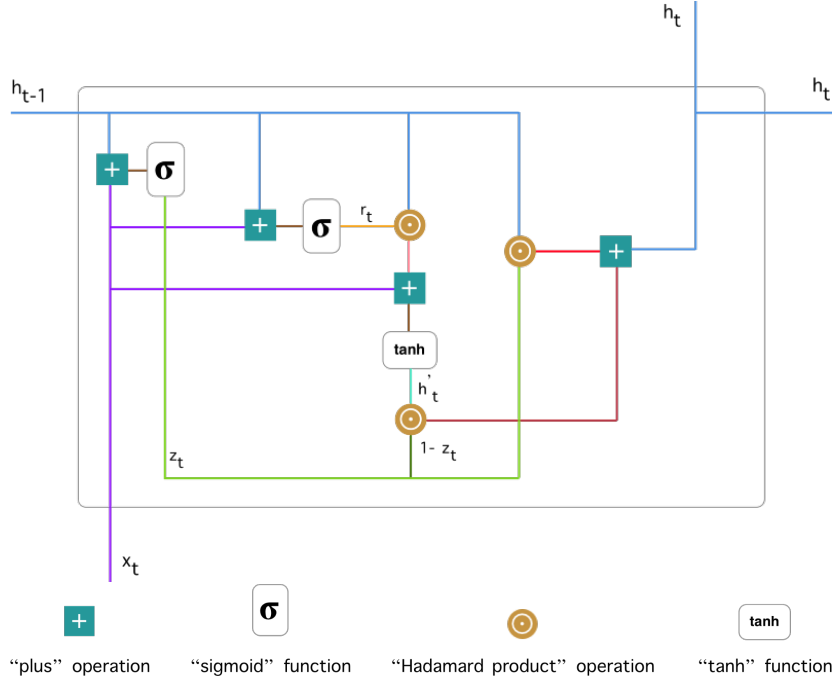 h_t
h_{t-1}
h_t
+
σ
r_t
+
σ
+
+
tanh
h'_t
z_t
1- z_t
x_t
+
σ
tanh
“plus” operation
“sigmoid” function
“Hadamard product” operation
“tanh” function